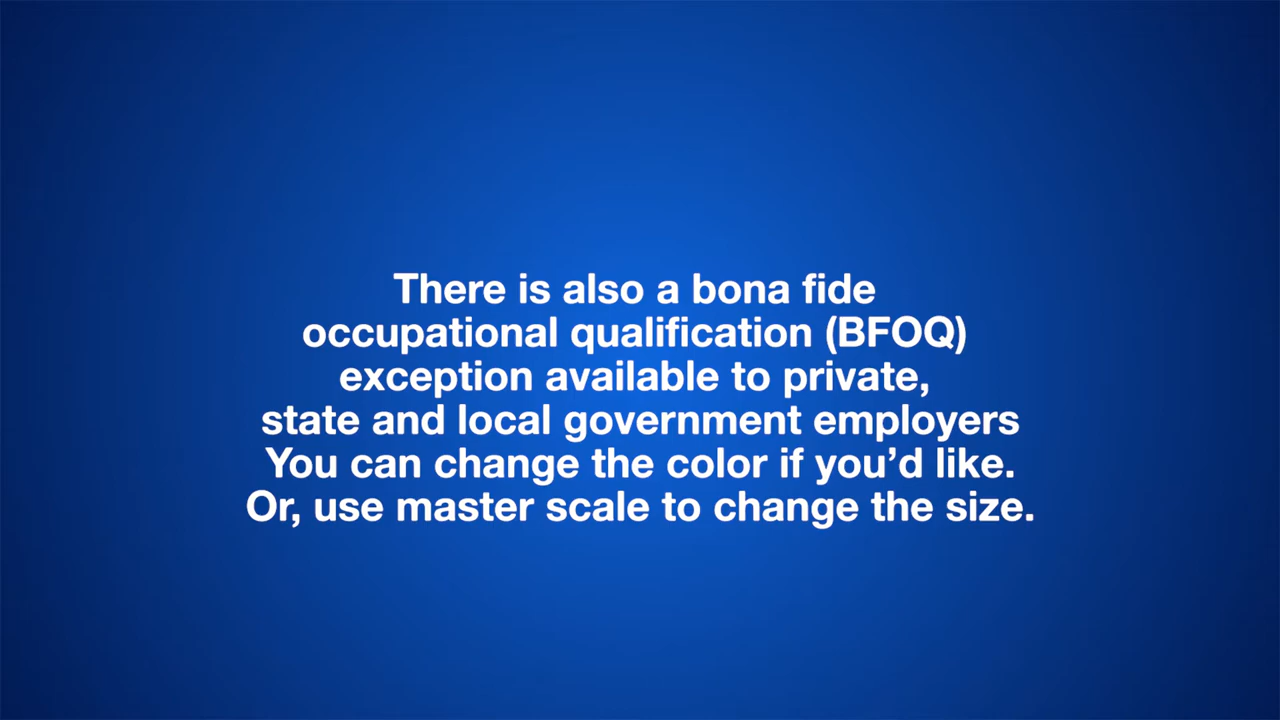 There is also a bona fide
occupational qualification (BFOQ)
exception available to private,
state and local government employers
You can change the color if you’d like.
Or, use master scale to change the size.